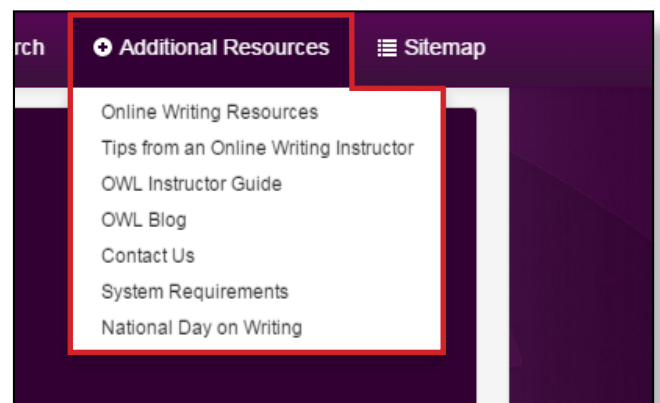 rch
Additional Resources
Sitemap
Online Writing Resources
Tips from an Online Writing Instructor
OWL Instructor Guide
OWL Blog
Contact Us
System Requirements
National Day on Writing